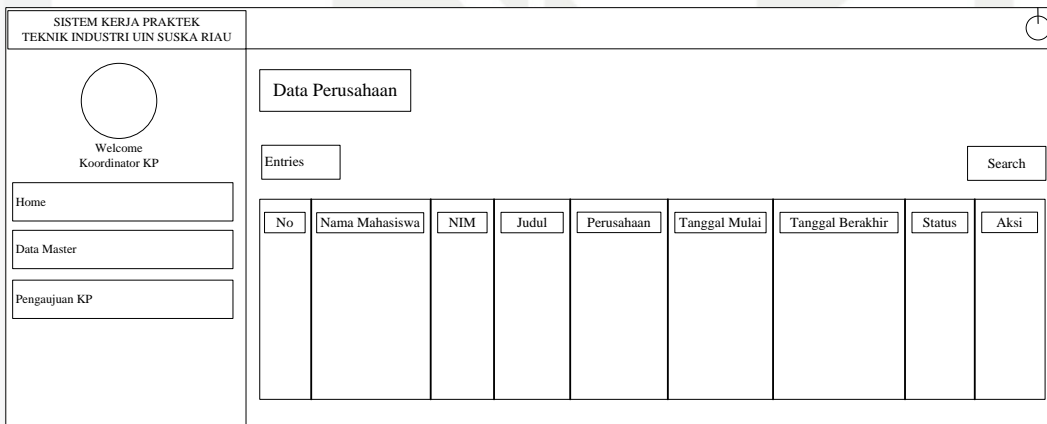 SISTEM KERJA PRAKTEK
TEKNIK INDUSTRI UIN SUSKA RIAU
Welcome
Koordinator KP
Home
Data Master
Pengaujuan KP
Data Perusahaan
Entries
Search
No Nama Mahasiswa NIM Judul Perusahaan Tanggal Mulai Tanggal Berakhir Status Aksi